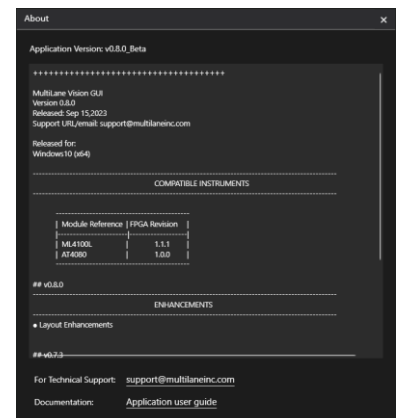 About
×
Application Version: v0.8.0_Beta
+++++++++++++++++++++++++++++++++++++
MultiLane Vision GUI
Version 0.8.0
Released: Sep 15,2023
Support URL/email: support@multilaneinc.com
Released for:
Windows10 (x64)
COMPATIBLE INSTRUMENTS
| Module Reference | FPGA Revision |
| ML4100L | 1.1.1 |
| AT4080 | 1.0.0 |
## v0.8.0
ENHANCEMENTS
● Layout Enhancements
## v0.7.3
For Technical Support: support@multilaneinc.com
Documentation: Application user guide